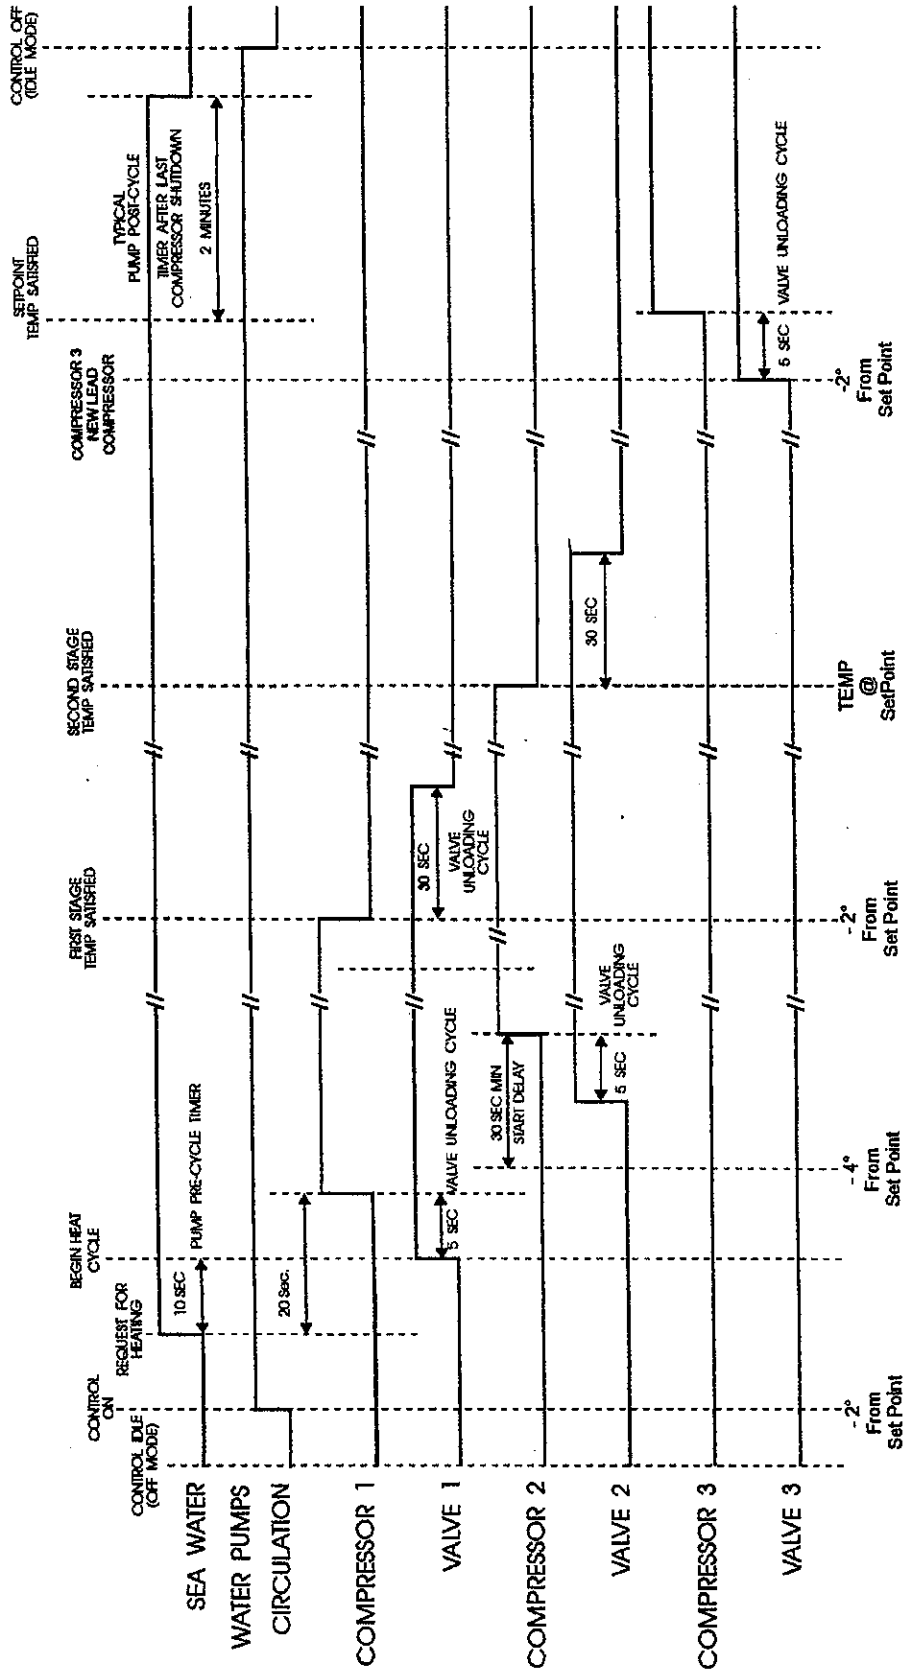 CONTROL IDLE
(OFF MODE)
CONTROL
ON
REQUEST FOR
HEATING
BEGIN HEAT
CYCLE
FIRST STAGE
TEMP SATISFIED
SECOND STAGE
TEMP SATISFIED
COMPRESSOR 3
NEW LEAD
COMPRESSOR
SETPOINT
TEMP SATISFIED
CONTROL OFF
(IDLE MODE)
TYPICAL
PUMP POST-CYCLE
TIMER AFTER LAST
COMPRESSOR SHUTDOWN
2 MINUTES
SEA WATER
10 SEC
PUMP PRE-CYCLE TIMER
WATER PUMPS
CIRCULATION
20 Sec.
COMPRESSOR 1
VALVE 1
5 SEC
VALVE UNLOADING CYCLE
30 SEC
VALVE
UNLOADING
CYCLE
COMPRESSOR 2
30 SEC MIN
START DELAY
VALVE 2
5 SEC
VALVE
UNLOADING
CYCLE
30 SEC
COMPRESSOR 3
VALVE 3
5 SEC
VALVE UNLOADING CYCLE
-2°
From
Set Point
-4°
From
Set Point
-2°
From
Set Point
TEMP
@
SetPoint
-2°
From
Set Point